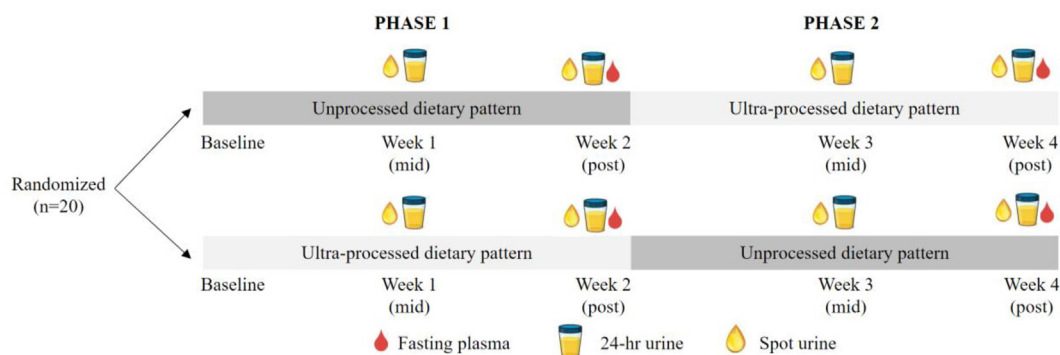 PHASE 1 PHASE 2
Unprocessed dietary pattern Ultra-processed dietary pattern
Baseline Week 1 Week 2 Week 3 Week 4
(mid) (post) (mid) (post)
Randomized
(n=20)
Ultra-processed dietary pattern Unprocessed dietary pattern
Baseline Week 1 Week 2 Week 3 Week 4
(mid) (post) (mid) (post)
Fasting plasma 24-hr urine Spot urine